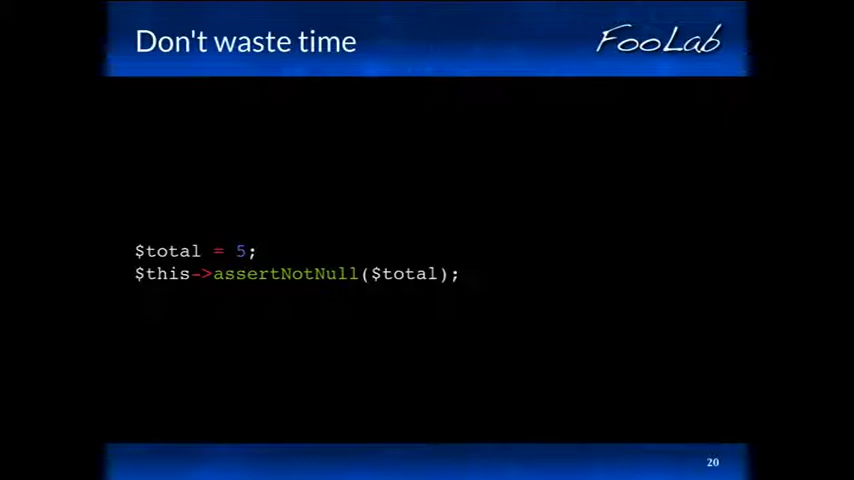 Don't waste time
FooLab
$total = 5;
$this->assertNotNull($total);
20